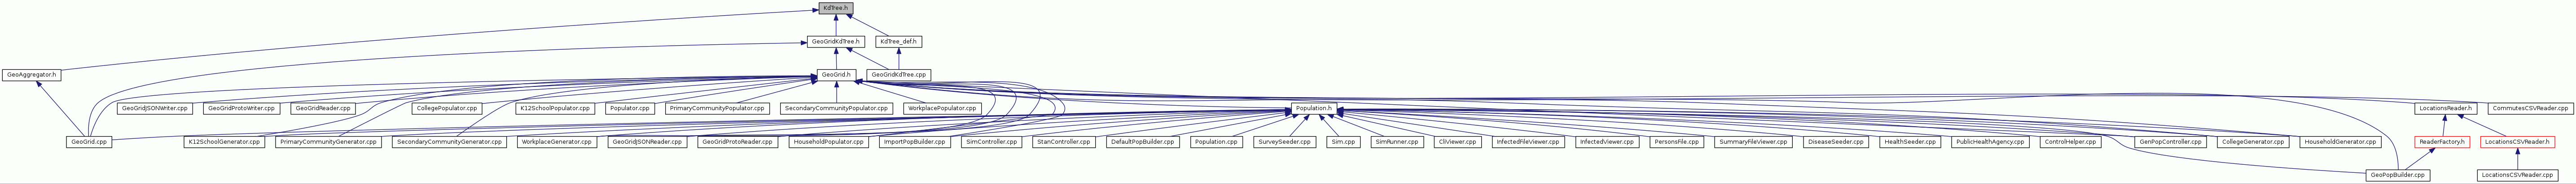 KdTree.h
GeoGridKdTree.h
KdTree_def.h
GeoAggregator.h
GeoGrid.h
GeoGridKdTree.cpp
GeoGridJSONWriter.cpp
GeoGridProtoWriter.cpp
GeoGridReader.cpp
CollegePopulator.cpp
K12SchoolPopulator.cpp
Populator.cpp
PrimaryCommunityPopulator.cpp
SecondaryCommunityPopulator.cpp
WorkplacePopulator.cpp
Population.h
LocationsReader.h
CommutesCSVReader.cpp
GeoGrid.cpp
K12SchoolGenerator.cpp
PrimaryCommunityGenerator.cpp
SecondaryCommunityGenerator.cpp
WorkplaceGenerator.cpp
GeoGridJSONReader.cpp
GeoGridProtoReader.cpp
HouseholdPopulator.cpp
ImportPopBuilder.cpp
SimController.cpp
StanController.cpp
DefaultPopBuilder.cpp
Population.cpp
SurveySeeder.cpp
Sim.cpp
SimRunner.cpp
CliViewer.cpp
InfectedFileViewer.cpp
InfectedViewer.cpp
PersonsFile.cpp
SummaryFileViewer.cpp
DiseaseSeeder.cpp
HealthSeeder.cpp
PublicHealthAgency.cpp
ControlHelper.cpp
GenPopController.cpp
CollegeGenerator.cpp
HouseholdGenerator.cpp
ReaderFactory.h
LocationsCSVReader.h
GeoPopBuilder.cpp
LocationsCSVReader.cpp